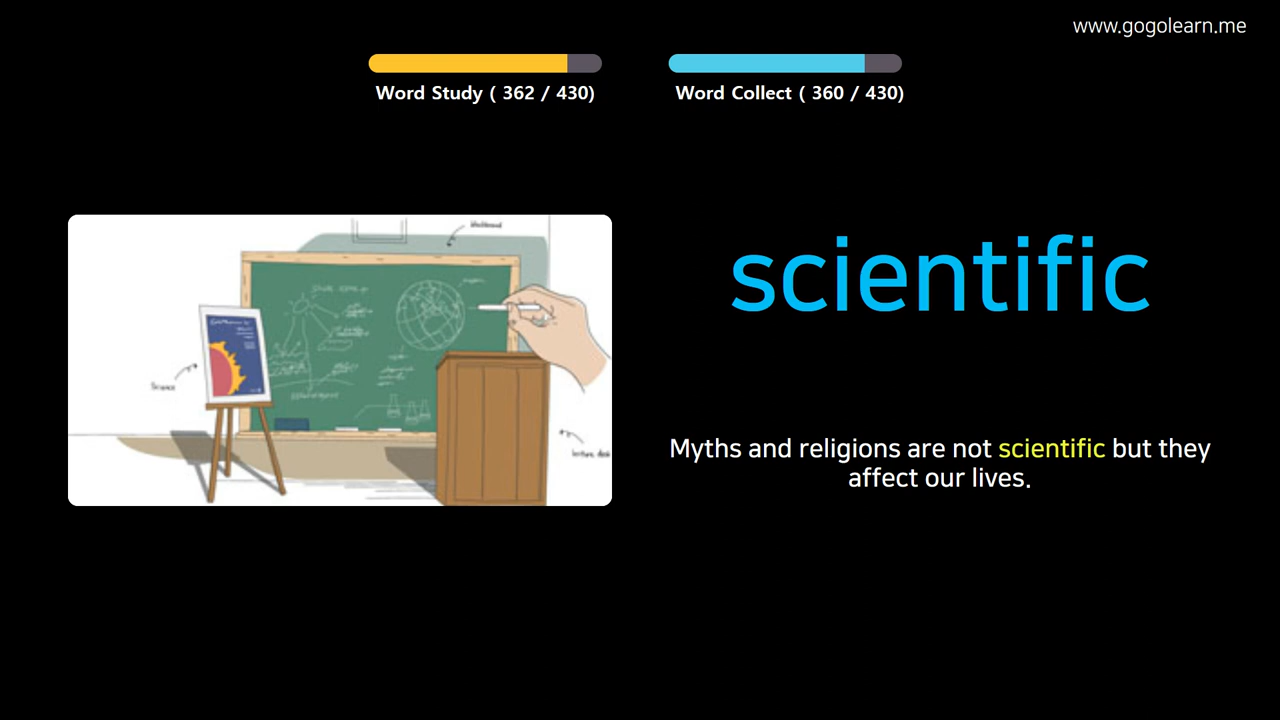 www.gogolearn.me
Word Study ( 362 / 430)
Word Collect ( 360 / 430)
scientific
Myths and religions are not scientific but they
affect our lives.